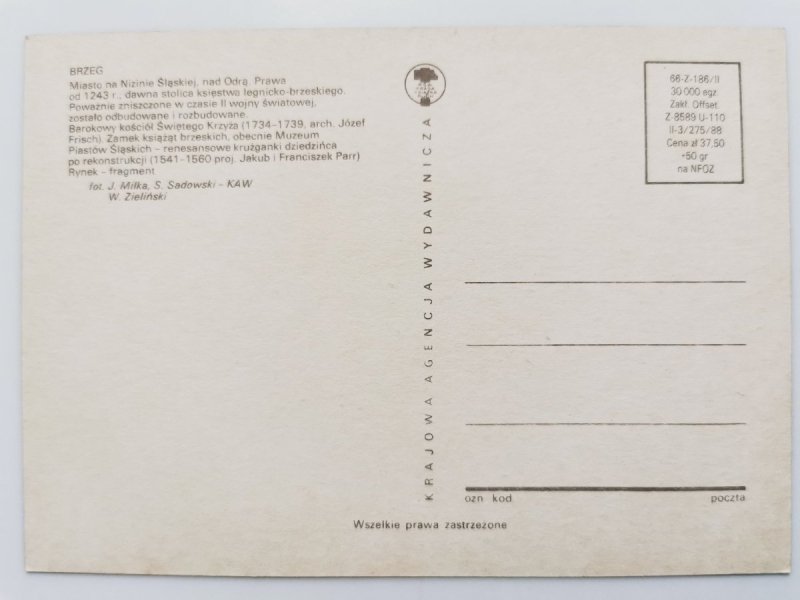 BRZEG
Miasto na Nizinie Śląskiej, nad Odrą. Prawa
od 1243 r., dawna stolica księstwa legnicko-brzeskiego.
Poważnie zniszczone w czasie II wojny światowej,
zostało odbudowane i rozbudowane.
Barokowy kościół Świętego Krzyża (1734–1739, arch. Józef
Frisch). Zamek książąt brzeskich, obecnie Muzeum
Piastów Śląskich – renesansowe krużganki dziedzińca
po rekonstrukcji (1541–1560 proj. Jakub i Franciszek Parr)
Rynek – fragment
fot. J. Miłka, S. Sadowski – KAW
W. Zieliński
KRAJOWA AGENCJA WYDAWNICZA
66-Z-186/II
30 000 egz.
Zakł. Offset.
Z-8589 U-110
II-3/275/88
Cena zł 37,50
+50 gr
na NFOZ
ozn. kod.
poczta
Wszelkie prawa zastrzeżone